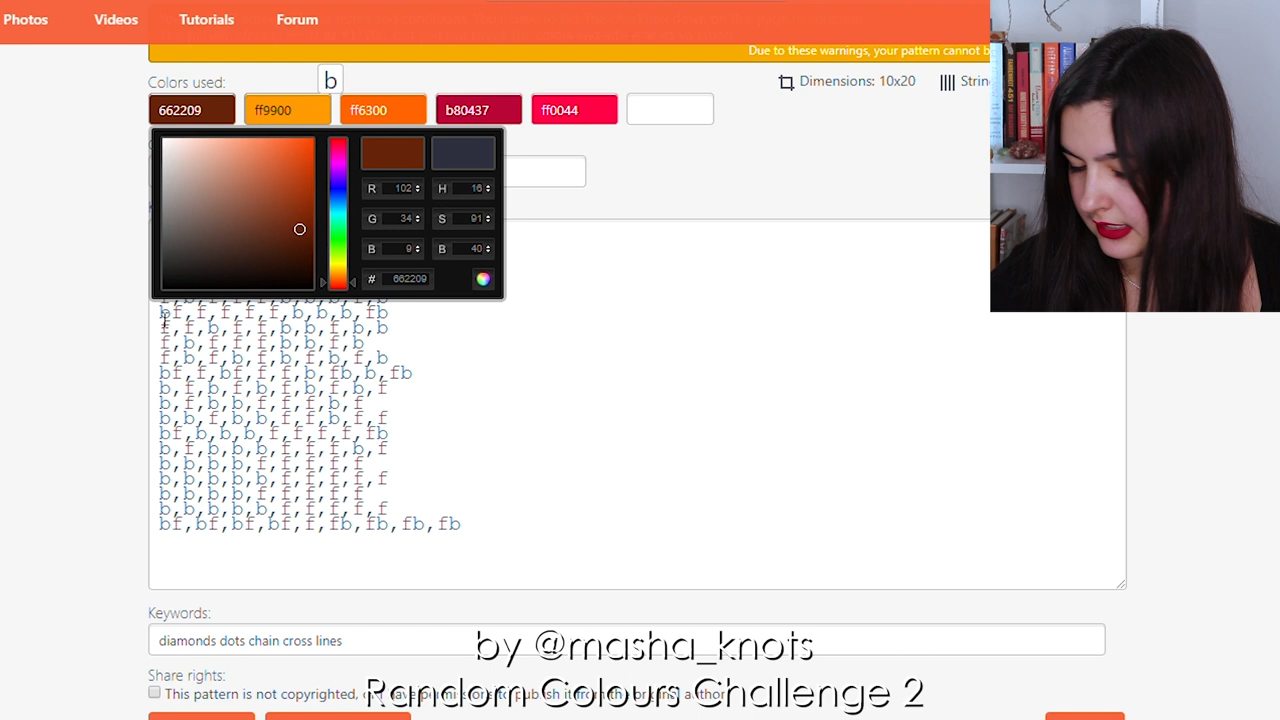 Photos Videos Tutorials Forum
Due to these warnings, your pattern cannot b
Colors used:
b
Dimensions: 10x20
662209 ff9900 ff6300 b80437 ff0044
R 102 H 16
G 34 S 91
B 9 B 40
# 662209
bf,f,f,f,f,b,b,b,fb
f,f,b,f,f,b,b,f,b,b
f,b,b,f,f,b,b,f,b
f,b,f,b,f,b,f,b,f,b
bf,f,bf,f,f,b,fb,b,fb
b,f,b,f,b,f,b,f,b,f
b,f,b,b,f,f,f,b,f
b,b,f,b,b,f,f,b,f,f
bf,b,b,b,f,f,f,f,fb
b,f,b,b,b,f,f,f,b,f
b,b,b,b,f,f,f,f,f
b,b,b,b,b,f,f,f,f,f
b,b,b,b,f,f,f,f,f
b,b,b,b,b,f,f,f,f,f
bf,bf,bf,bf,f,fb,fb,fb,fb
Keywords:
diamonds dots chain cross lines
Share rights:
This pattern is not copyrighted,
by @masha_knots
Random Colours Challenge 2